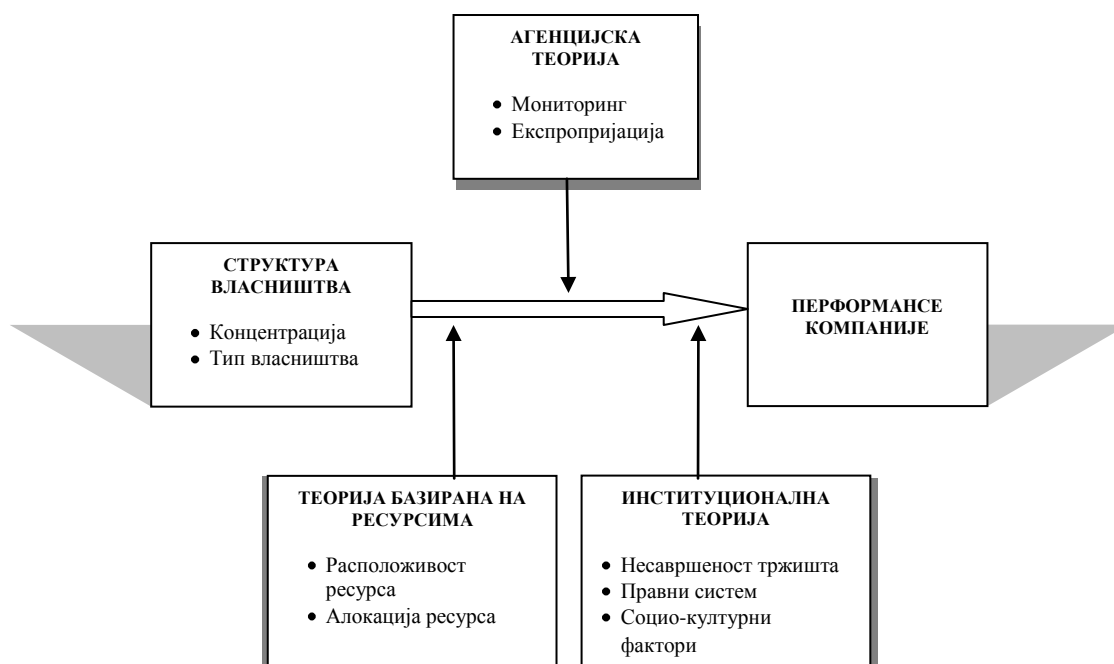 АГЕНЦИЈСКА
ТЕОРИЈА
• Мониторинг
• Експропријација
СТРУКТУРА
ВЛАСНИШТВА
• Концентрација
• Тип власништва
ПЕРФОРМАНСЕ
КОМПАНИЈЕ
ТЕОРИЈА БАЗИРАНА НА
РЕСУРСИМА
• Расположивост
ресурса
• Алокација ресурса
ИНСТИТУЦИОНАЛНА
ТЕОРИЈА
• Несавршеност тржишта
• Правни систем
• Социо-културни
фактори